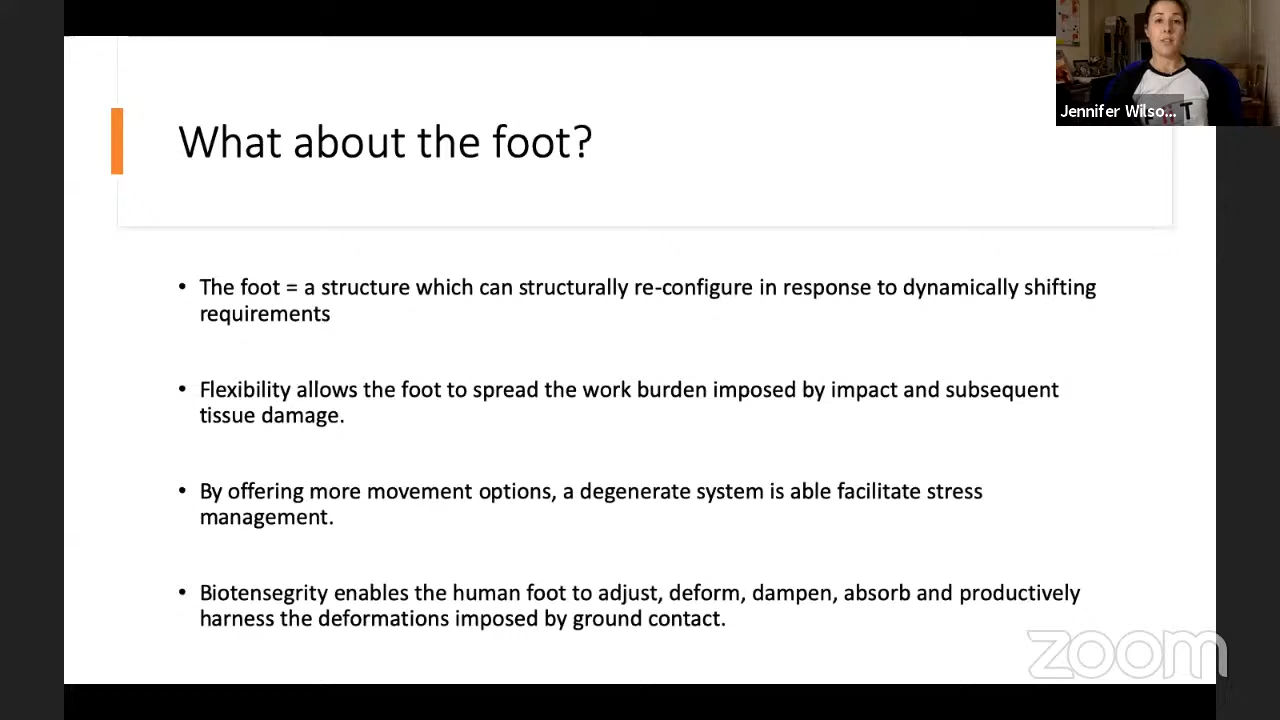 Jennifer Wilso...
What about the foot?
• The foot = a structure which can structurally re-configure in response to dynamically shifting
requirements
• Flexibility allows the foot to spread the work burden imposed by impact and subsequent
tissue damage.
• By offering more movement options, a degenerate system is able facilitate stress
management.
• Biotensegrity enables the human foot to adjust, deform, dampen, absorb and productively
harness the deformations imposed by ground contact.
zoom